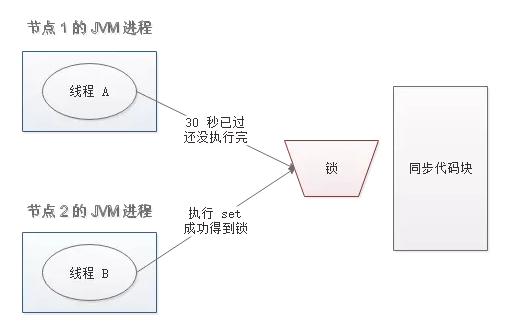 节点 1 的 JVM 进程
线程 A
30 秒已过
还没执行完
锁
同步代码块
节点 2 的 JVM 进程
执行 set
成功得到锁
线程 B